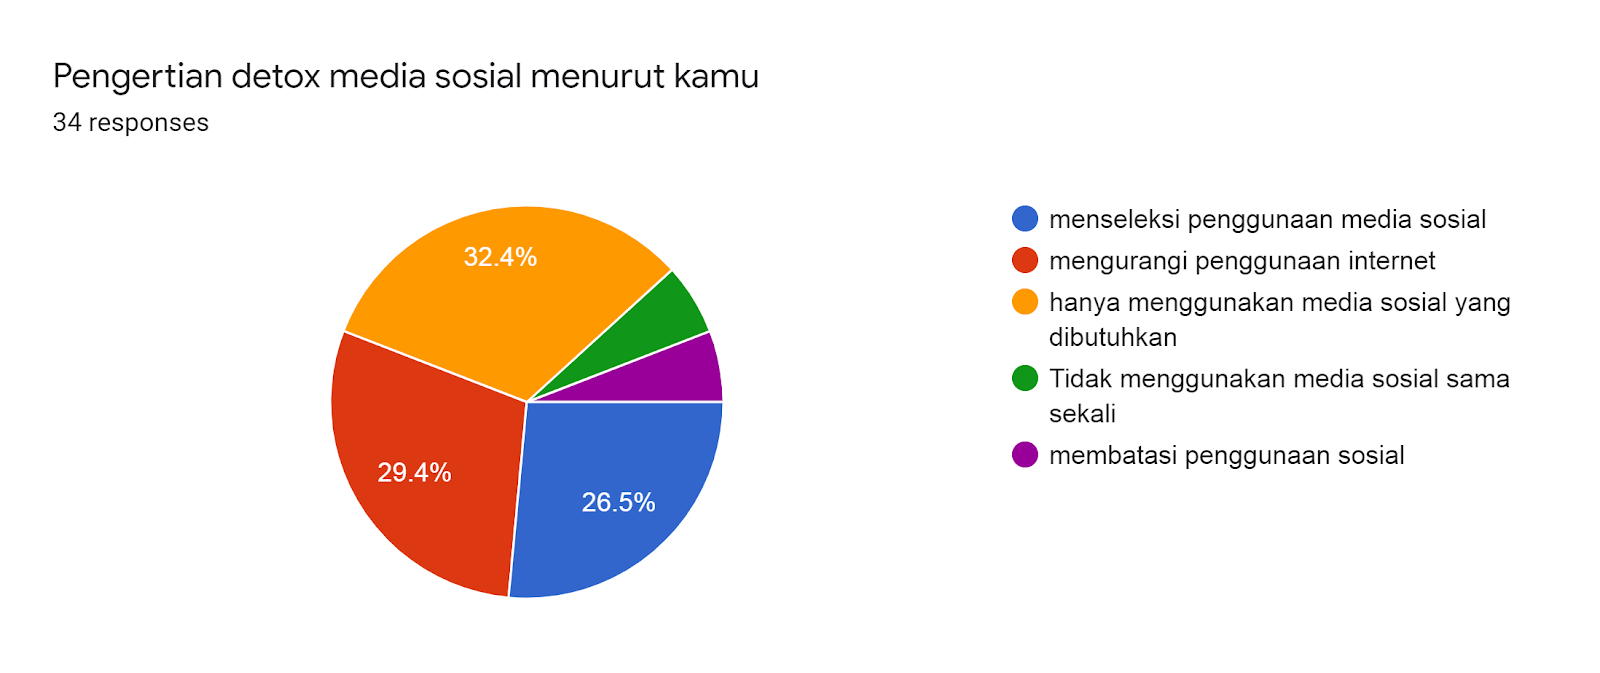 Pengertian detox media sosial menurut kamu
34 responses
32.4%
29.4%
26.5%
menseleksi penggunaan media sosial
mengurangi penggunaan internet
hanya menggunakan media sosial yang
dibutuhkan
Tidak menggunakan media sosial sama
sekali
membatasi penggunaan sosial